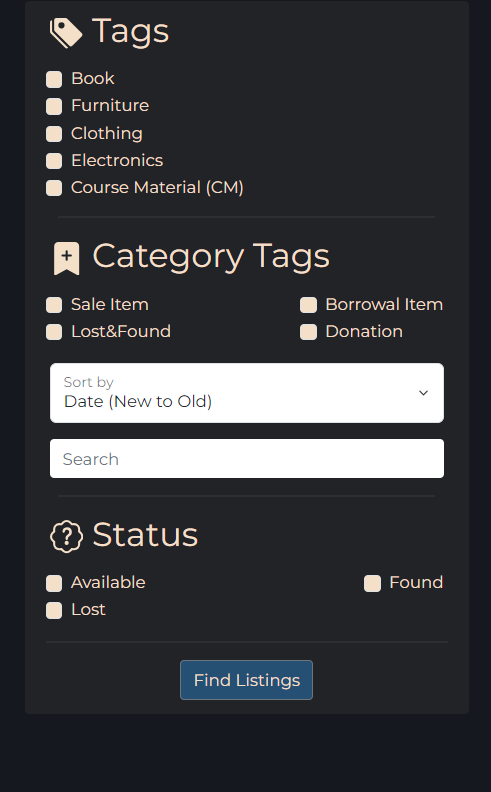 Tags
Book
Furniture
Clothing
Electronics
Course Material (CM)
Category Tags
Sale Item Borrowal Item
Lost&Found Donation
Sort by
Date (New to Old)
Search
Status
Available Found
Lost
Find Listings